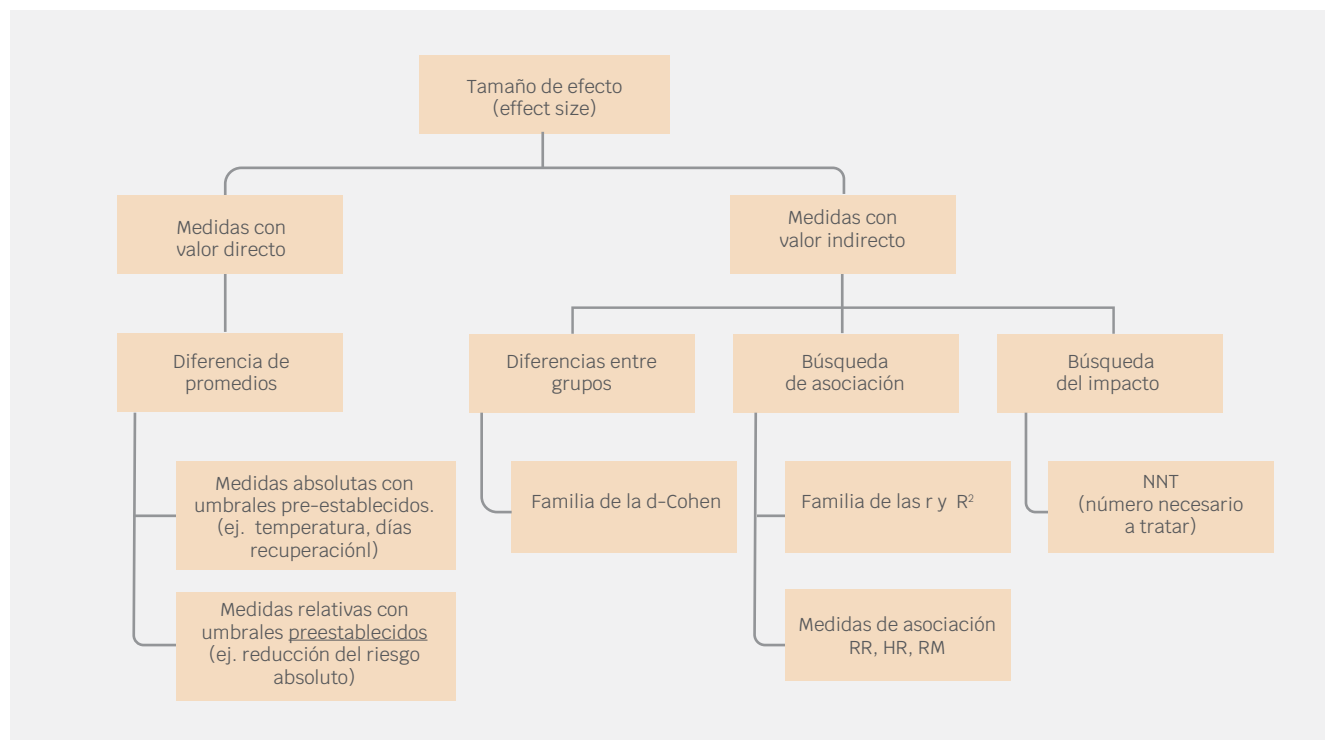 Tamaño de efecto
(effect size)
Medidas con
valor directo
Medidas con
valor indirecto
Diferencia de
promedios
Diferencias entre
grupos
Búsqueda
de asociación
Búsqueda
del impacto
Medidas absolutas con
umbrales pre-establecidos.
(ej. temperatura, días
recuperaciónl)
Familia de la d-Cohen
Familia de las r y R²
NNT
(número necesario
a tratar)
Medidas relativas con
umbrales preestablecidos
(ej. reducción del riesgo
absoluto)
Medidas de asociación
RR, HR, RM